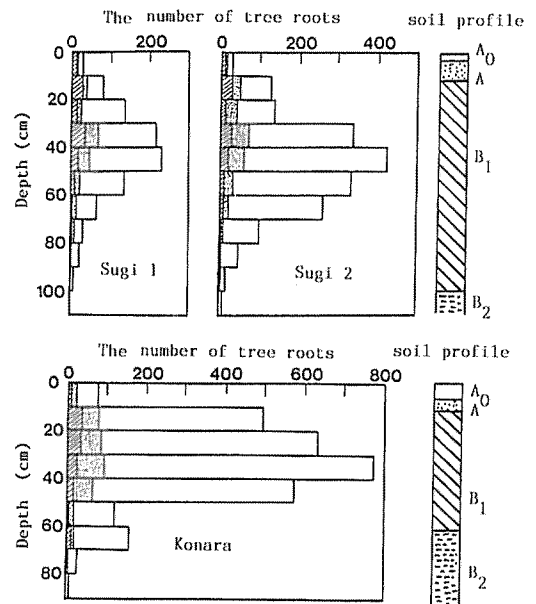 The number of tree roots soil profile
0 200 0 200 400
0
20
40
60
80
100
Depth (cm)
Sugi 1
Sugi 2
A0
A
B1
B2
The number of tree roots soil profile
0 200 400 600 800
0
20
40
60
80
Depth (cm)
Konara
A0
A
B1
B2